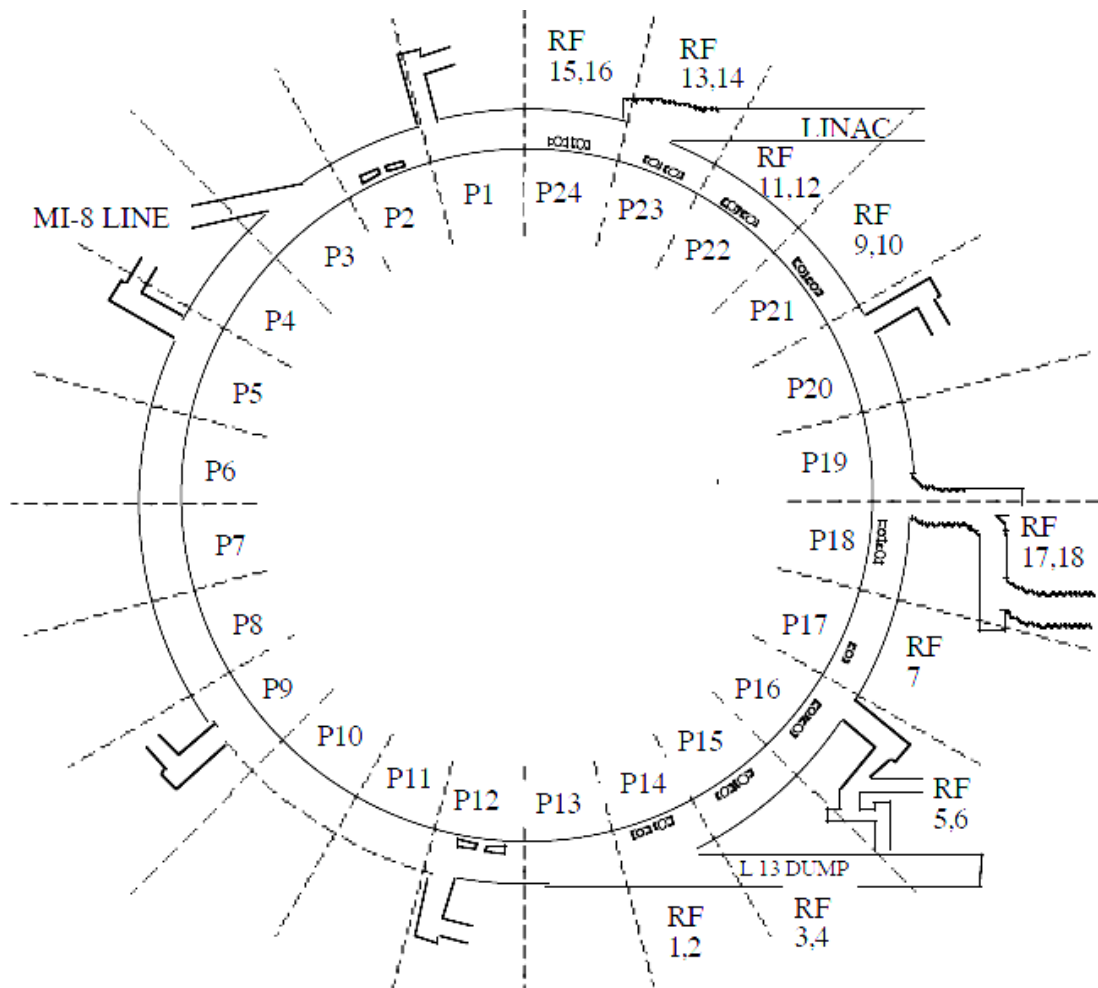 RF
15,16
RF
13,14
LINAC
RF
11,12
RF
9,10
MI-8 LINE
P1
P24
P2
P23
P3
P22
P4
P21
P5
P20
P6
P19
P7
P18
RF
17,18
P8
P17
RF
7
P9
P16
P10
P15
P11
P14
P12
P13
RF
5,6
L 13 DUMP
RF
1,2
RF
3,4